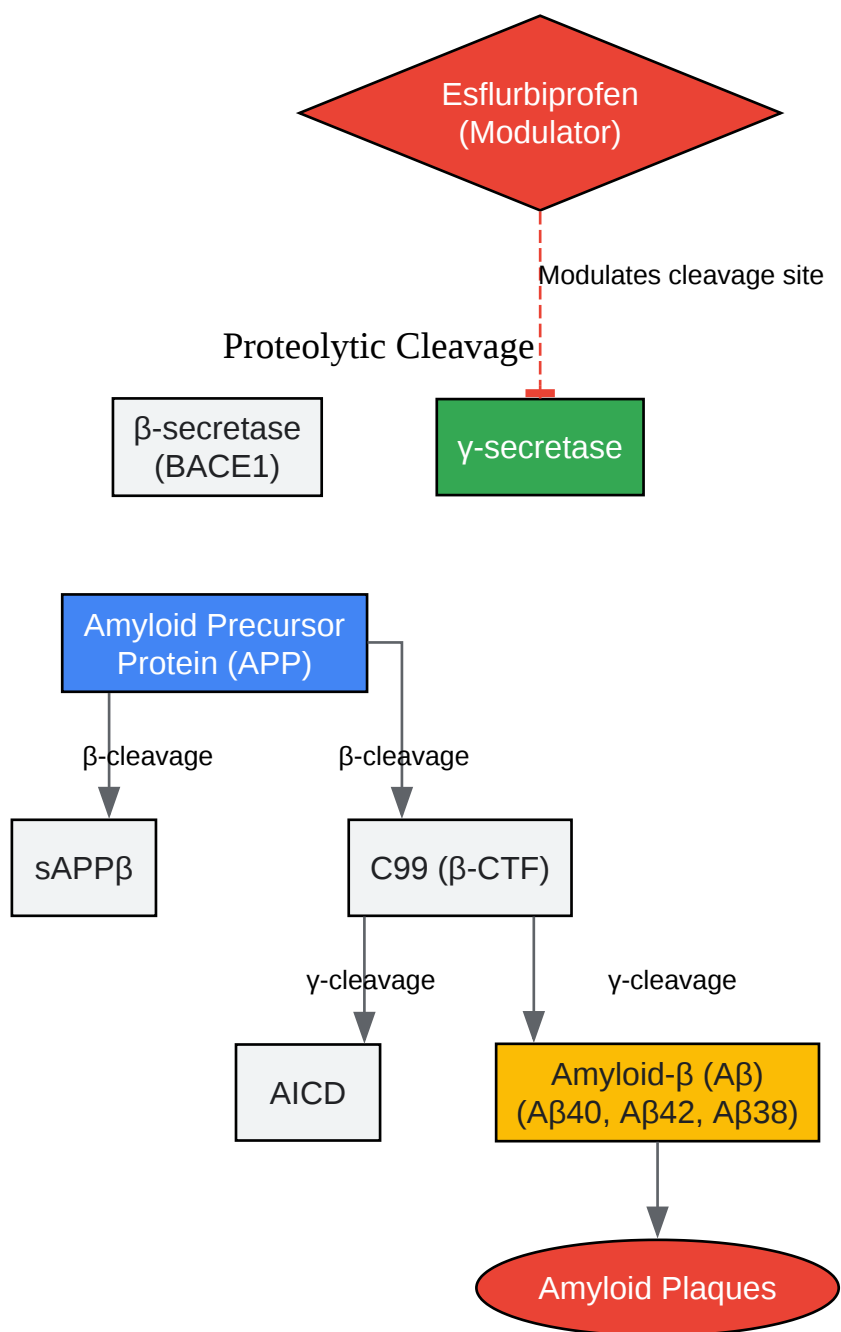 Esflurbiprofen
(Modulator)
Modulates cleavage site
Proteolytic Cleavage
β-secretase
(BACE1)
γ-secretase
Amyloid Precursor
Protein (APP)
β-cleavage
β-cleavage
sAPPβ
C99 (β-CTF)
γ-cleavage
γ-cleavage
AICD
Amyloid-β (Aβ)
(Aβ40, Aβ42, Aβ38)
Amyloid Plaques